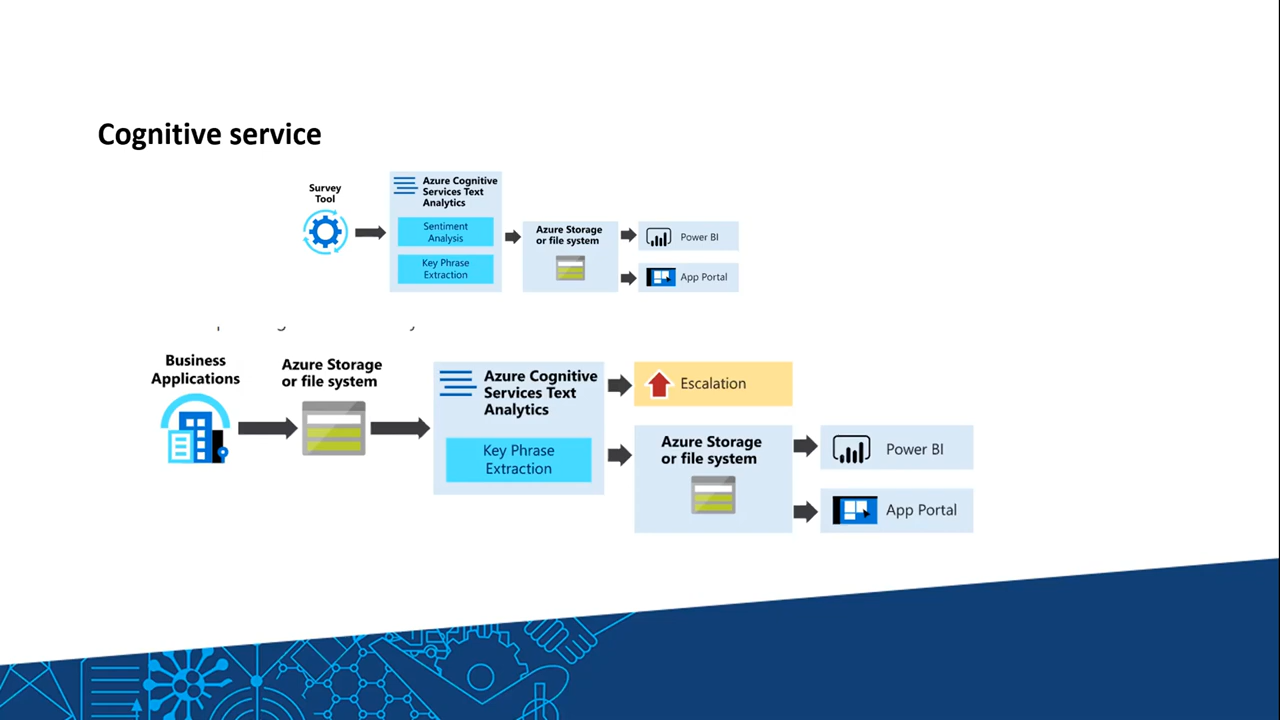 Cognitive service
Survey
Tool
Azure Cognitive
Services Text
Analytics
Sentiment
Analysis
Key Phrase
Extraction
Azure Storage
or file system
Power BI
App Portal
Business
Applications
Azure Storage
or file system
Azure Cognitive
Services Text
Analytics
Key Phrase
Extraction
Escalation
Azure Storage
or file system
Power BI
App Portal